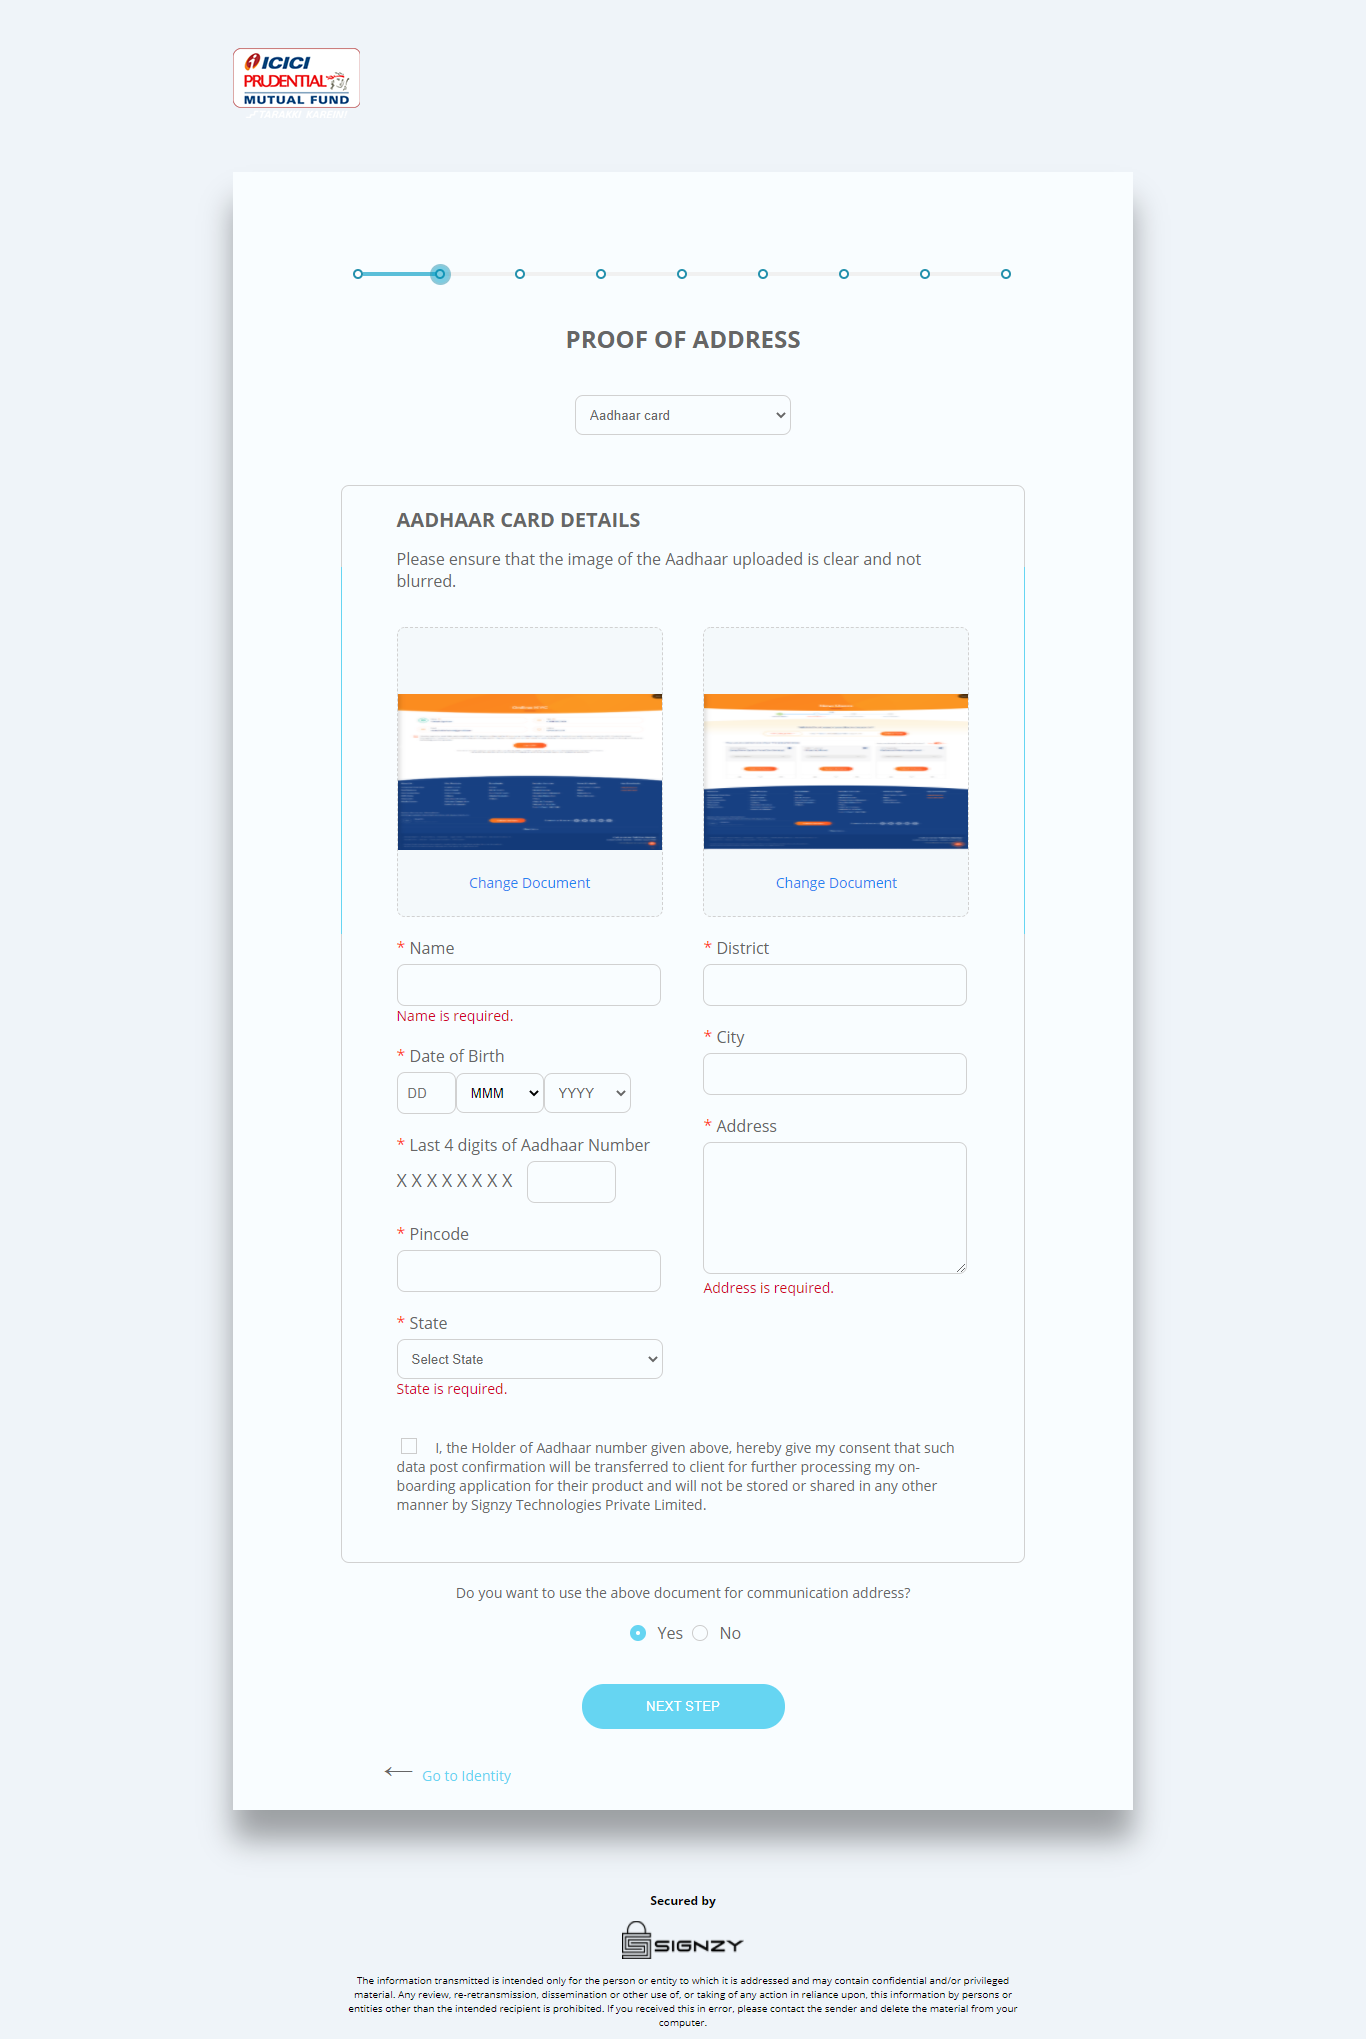 ICICI
PRUDENTIAL
MUTUAL FUND
TARAKKI KAREIN!
PROOF OF ADDRESS
Aadhaar card
AADHAAR CARD DETAILS
Please ensure that the image of the Aadhaar uploaded is clear and not
blurred.
Change Document
Change Document
* Name
Name is required.
* Date of Birth
DD MMM YYYY
* Last 4 digits of Aadhaar Number
X X X X X X X X
* Pincode
* State
Select State
State is required.
* District
* City
* Address
Address is required.
I, the Holder of Aadhaar number given above, hereby give my consent that such
data post confirmation will be transferred to client for further processing my on-
boarding application for their product and will not be stored or shared in any other
manner by Signzy Technologies Private Limited.
Do you want to use the above document for communication address?
Yes No
NEXT STEP
Go to Identity
Secured by
SIGNZY
The information transmitted is intended only for the person or entity to which it is addressed and may contain confidential and/or privileged
material. Any review, re-retransmission, dissemination or other use of, or taking of any action in reliance upon, this information by persons or
entities other than the intended recipient is prohibited. If you received this in error, please contact the sender and delete the material from your
computer.